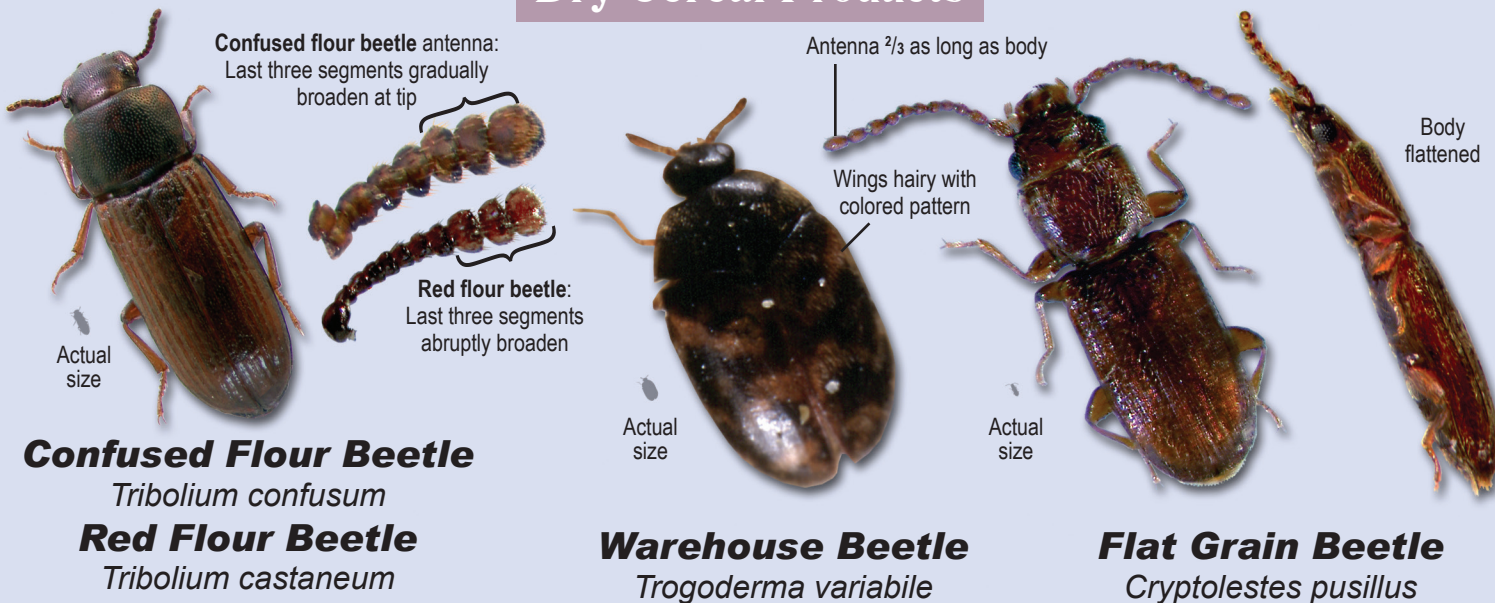 Dry Cereal Products
Confused flour beetle antenna:
Last three segments gradually
broaden at tip
Red flour beetle:
Last three segments
abruptly broaden
Actual
size
Confused Flour Beetle
Tribolium confusum
Red Flour Beetle
Tribolium castaneum
Wings hairy with
colored pattern
Actual
size
Warehouse Beetle
Trogoderma variabile
Antenna 2/3 as long as body
Body
flattened
Actual
size
Flat Grain Beetle
Cryptolestes pusillus